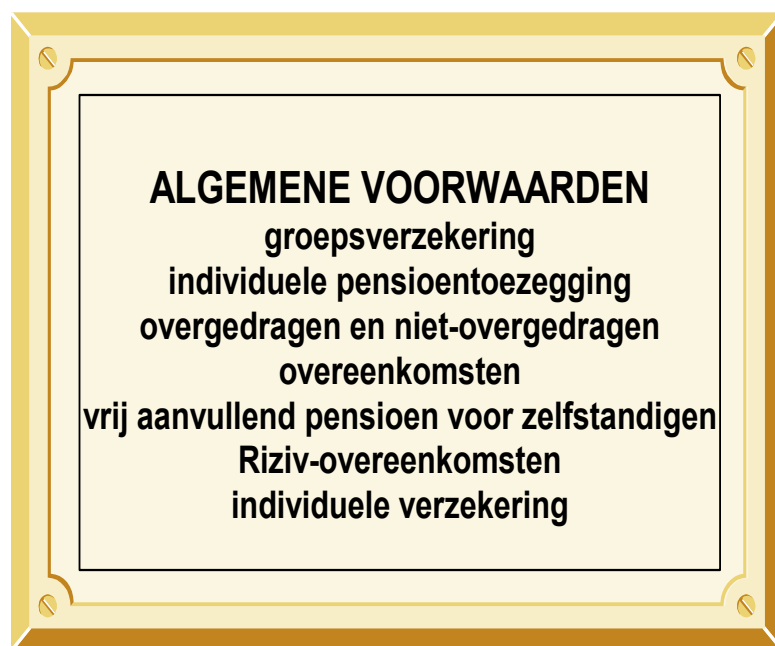 ALGEMENE VOORWAARDEN
groepsverzekering
individuele pensioentoezegging
overgedragen en niet-overgedragen
overeenkomsten
vrij aanvullend pensioen voor zelfstandigen
Riziv-overeenkomsten
individuele verzekering